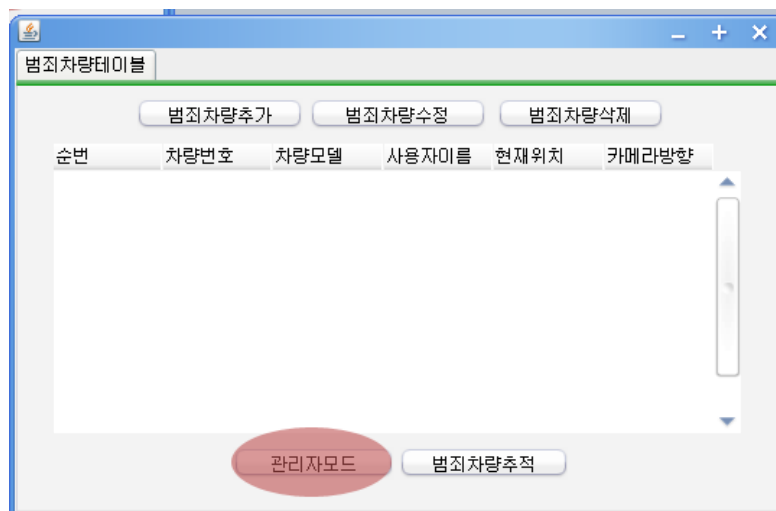 범죄차량테이블
범죄차량추가 범죄차량수정 범죄차량삭제
순번 차량번호 차량모델 사용자이름 현재위치 카메라방향
관리자모드 범죄차량추적